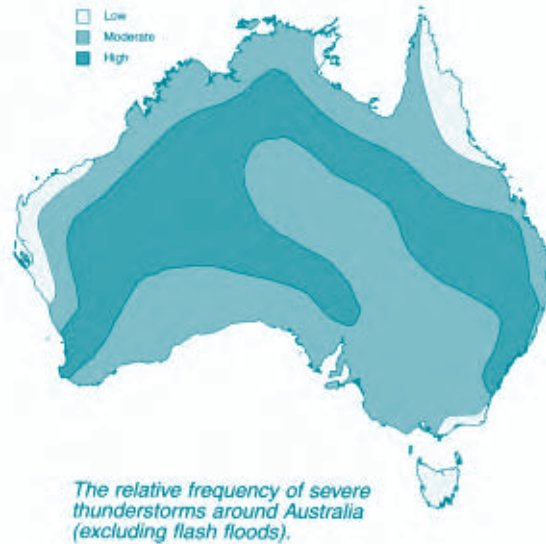 Low
Moderate
High
The relative frequency of severe
thunderstorms around Australia
(excluding flash floods).